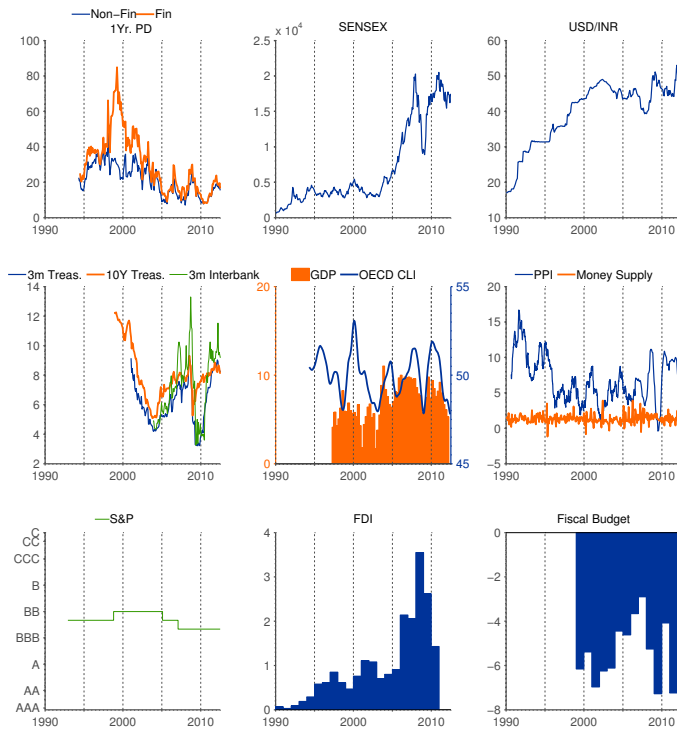 Non−Fin Fin
1Yr. PD
100
80
60
40
20
0
1990 2000 2010
x 10^4
SENSEX
2.5
2.0
1.5
1.0
0.5
0.0
1990 2000 2010
USD/INR
60
50
40
30
20
10
1990 2000 2010
3m Treas. 10Y Treas. 3m Interbank
14
12
10
8
6
4
2
1990 2000 2010
GDP OECD CLI
20 55
10 50
0 45
1990 2000 2010
PPI Money Supply
20
15
10
5
0
−5
1990 2000 2010
S&P
C
CC
CCC
B
BB
BBB
A
AA
AAA
1990 2000 2010
FDI
4
3
2
1
0
1990 2000 2010
Fiscal Budget
0
−2
−4
−6
−8
1990 2000 2010